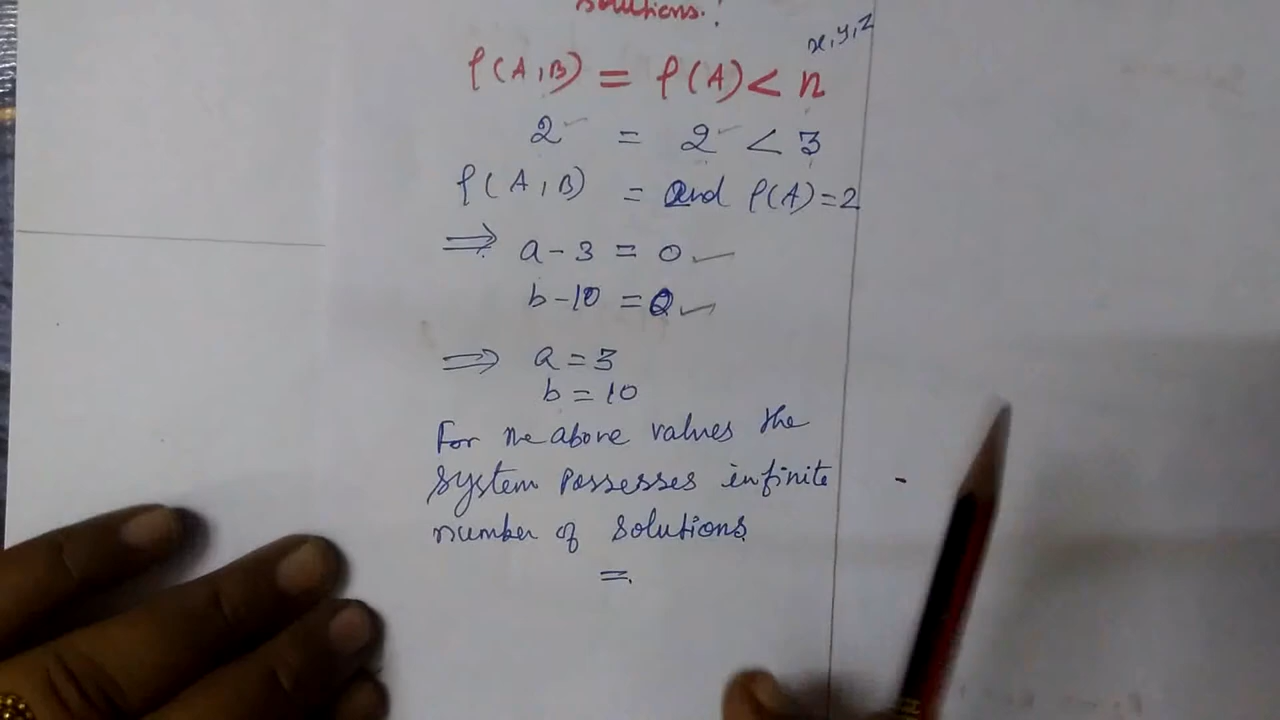 solutions.!
x,y,z
ρ(A,B) = ρ(A) < n
2 = 2 < 3
ρ(A,B) = and ρ(A)=2
⇒ a-3 = 0
b-10 = 0
⇒ a=3
b=10
For the above values the
system possesses infinite
number of solutions.
=.